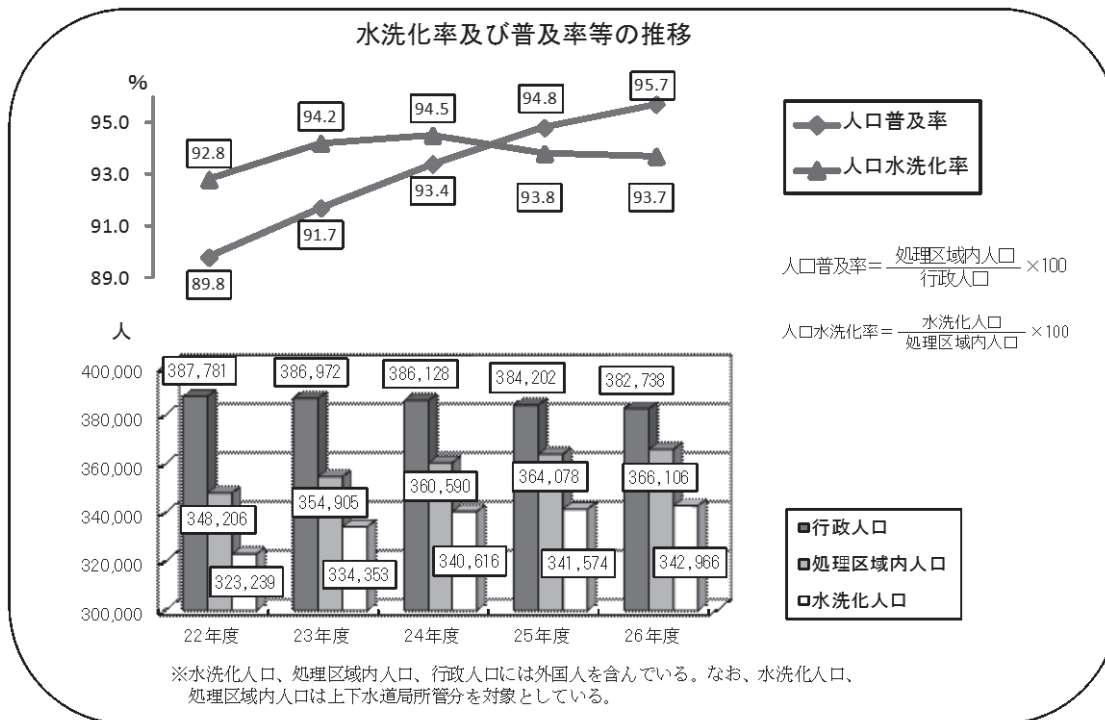 水洗化率及び普及率等の推移
%
95.0
93.0
91.0
89.0
92.8
94.2
94.5
94.8
95.7
89.8
91.7
93.4
93.8
93.7
人口普及率
人口水洗化率
人口普及率＝処理区域内人口/行政人口×100
人口水洗化率＝水洗化人口/処理区域内人口×100
人
400,000
380,000
360,000
340,000
320,000
300,000
387,781
386,972
386,128
384,202
382,738
348,206
354,905
360,590
364,078
366,106
323,239
334,353
340,616
341,574
342,966
22年度
23年度
24年度
25年度
26年度
行政人口
処理区域内人口
水洗化人口
※水洗化人口、処理区域内人口、行政人口には外国人を含んでいる。なお、水洗化人口、
処理区域内人口は上下水道局所管分を対象としている。